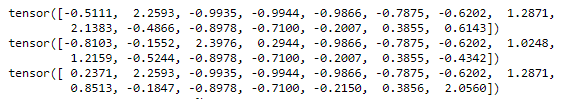 tensor([-0.5111,  2.2593, -0.9935, -0.9944, -0.9866, -0.7875, -0.6202,  1.2871,
         2.1383, -0.4866, -0.8978, -0.7100, -0.2007,  0.3855,  0.6143])
tensor([-0.8103, -0.1552,  2.3976,  0.2944, -0.9866, -0.7875, -0.6202,  1.0248,
         1.2159, -0.5244, -0.8978, -0.7100, -0.2007,  0.3855, -0.4342])
tensor([ 0.2371,  2.2593, -0.9935, -0.9944, -0.9866, -0.7875, -0.6202,  1.2871,
         0.8513, -0.1847, -0.8978, -0.7100, -0.2150,  0.3856,  2.0560])